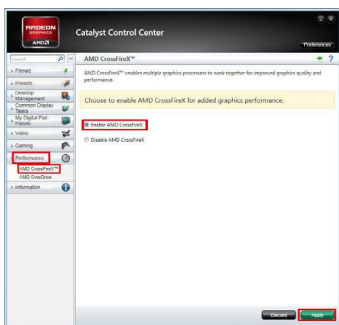 RADEON
GRAPHICS
AMD
Catalyst Control Center
Preferences
Search
AMD CrossFireX™
Pinned
AMD CrossFireX™ enables multiple graphics processors to work together for improved graphics quality and
performance.
Presets
Desktop
Management
Choose to enable AMD CrossFireX for added graphics performance.
Common Display
Tasks
My Digital Flat-
Panels
Enable AMD CrossFireX
Video
Disable AMD CrossFireX
Gaming
Performance
AMD CrossFireX™
AMD OverDrive
Information
Discard
Apply